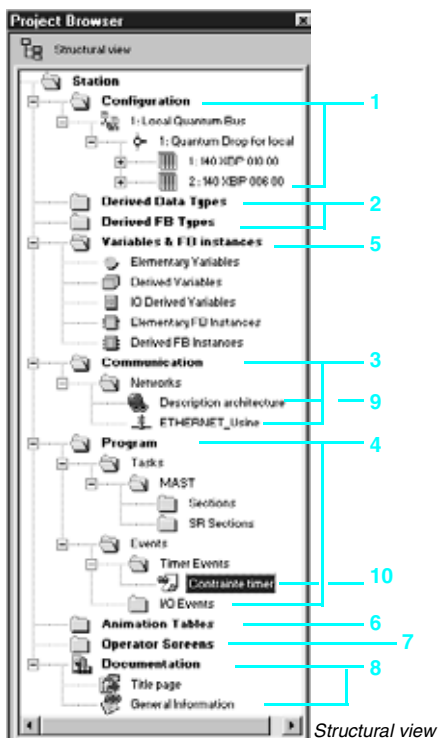 Project Browser
Structural view
Station
Configuration 1
1: Local Quantum Bus
1: Quantum Drop for local
1: 140 XBP 010 00
2: 140 XBP 006 00
Derived Data Types 2
Derived FB Types
Variables & FB instances 5
Elementary Variables
Derived Variables
IO Derived Variables
Elementary FB Instances
Derived FB Instances
Communication 3
Networks
Description architecture 9
ETHERNET_Usine
Program 4
Tasks
MAST
Sections
SR Sections
Events
Timer Events
Contrainte timer 10
I/O Events
Animation Tables 6
Operator Screens 7
Documentation 8
Title page
General Information
Structural view